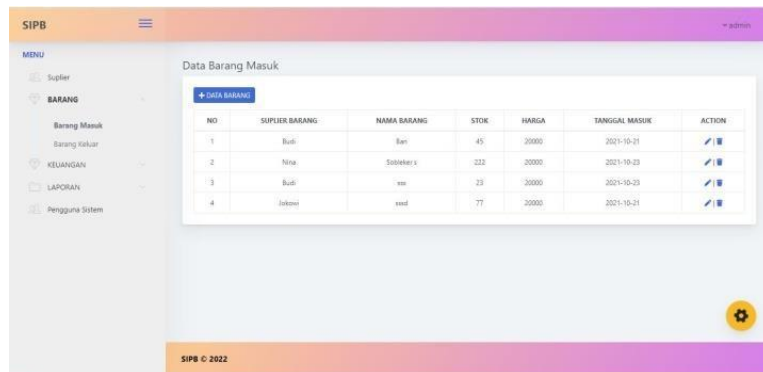 SIPB
admin
MENU
Suplier
BARANG
Barang Masuk
Barang Keluar
KEUANGAN
LAPORAN
Pengguna Sistem
Data Barang Masuk
+ DATA BARANG
NO SUPLIER BARANG NAMA BARANG STOK HARGA TANGGAL MASUK ACTION
1 Budi Ban 45 20000 2021-10-21
2 Nina 222 20000 2021-10-23
3 Budi sss 23 20000 2021-10-23
4 Jokowi 77 20000 2021-10-21
SIPB © 2022